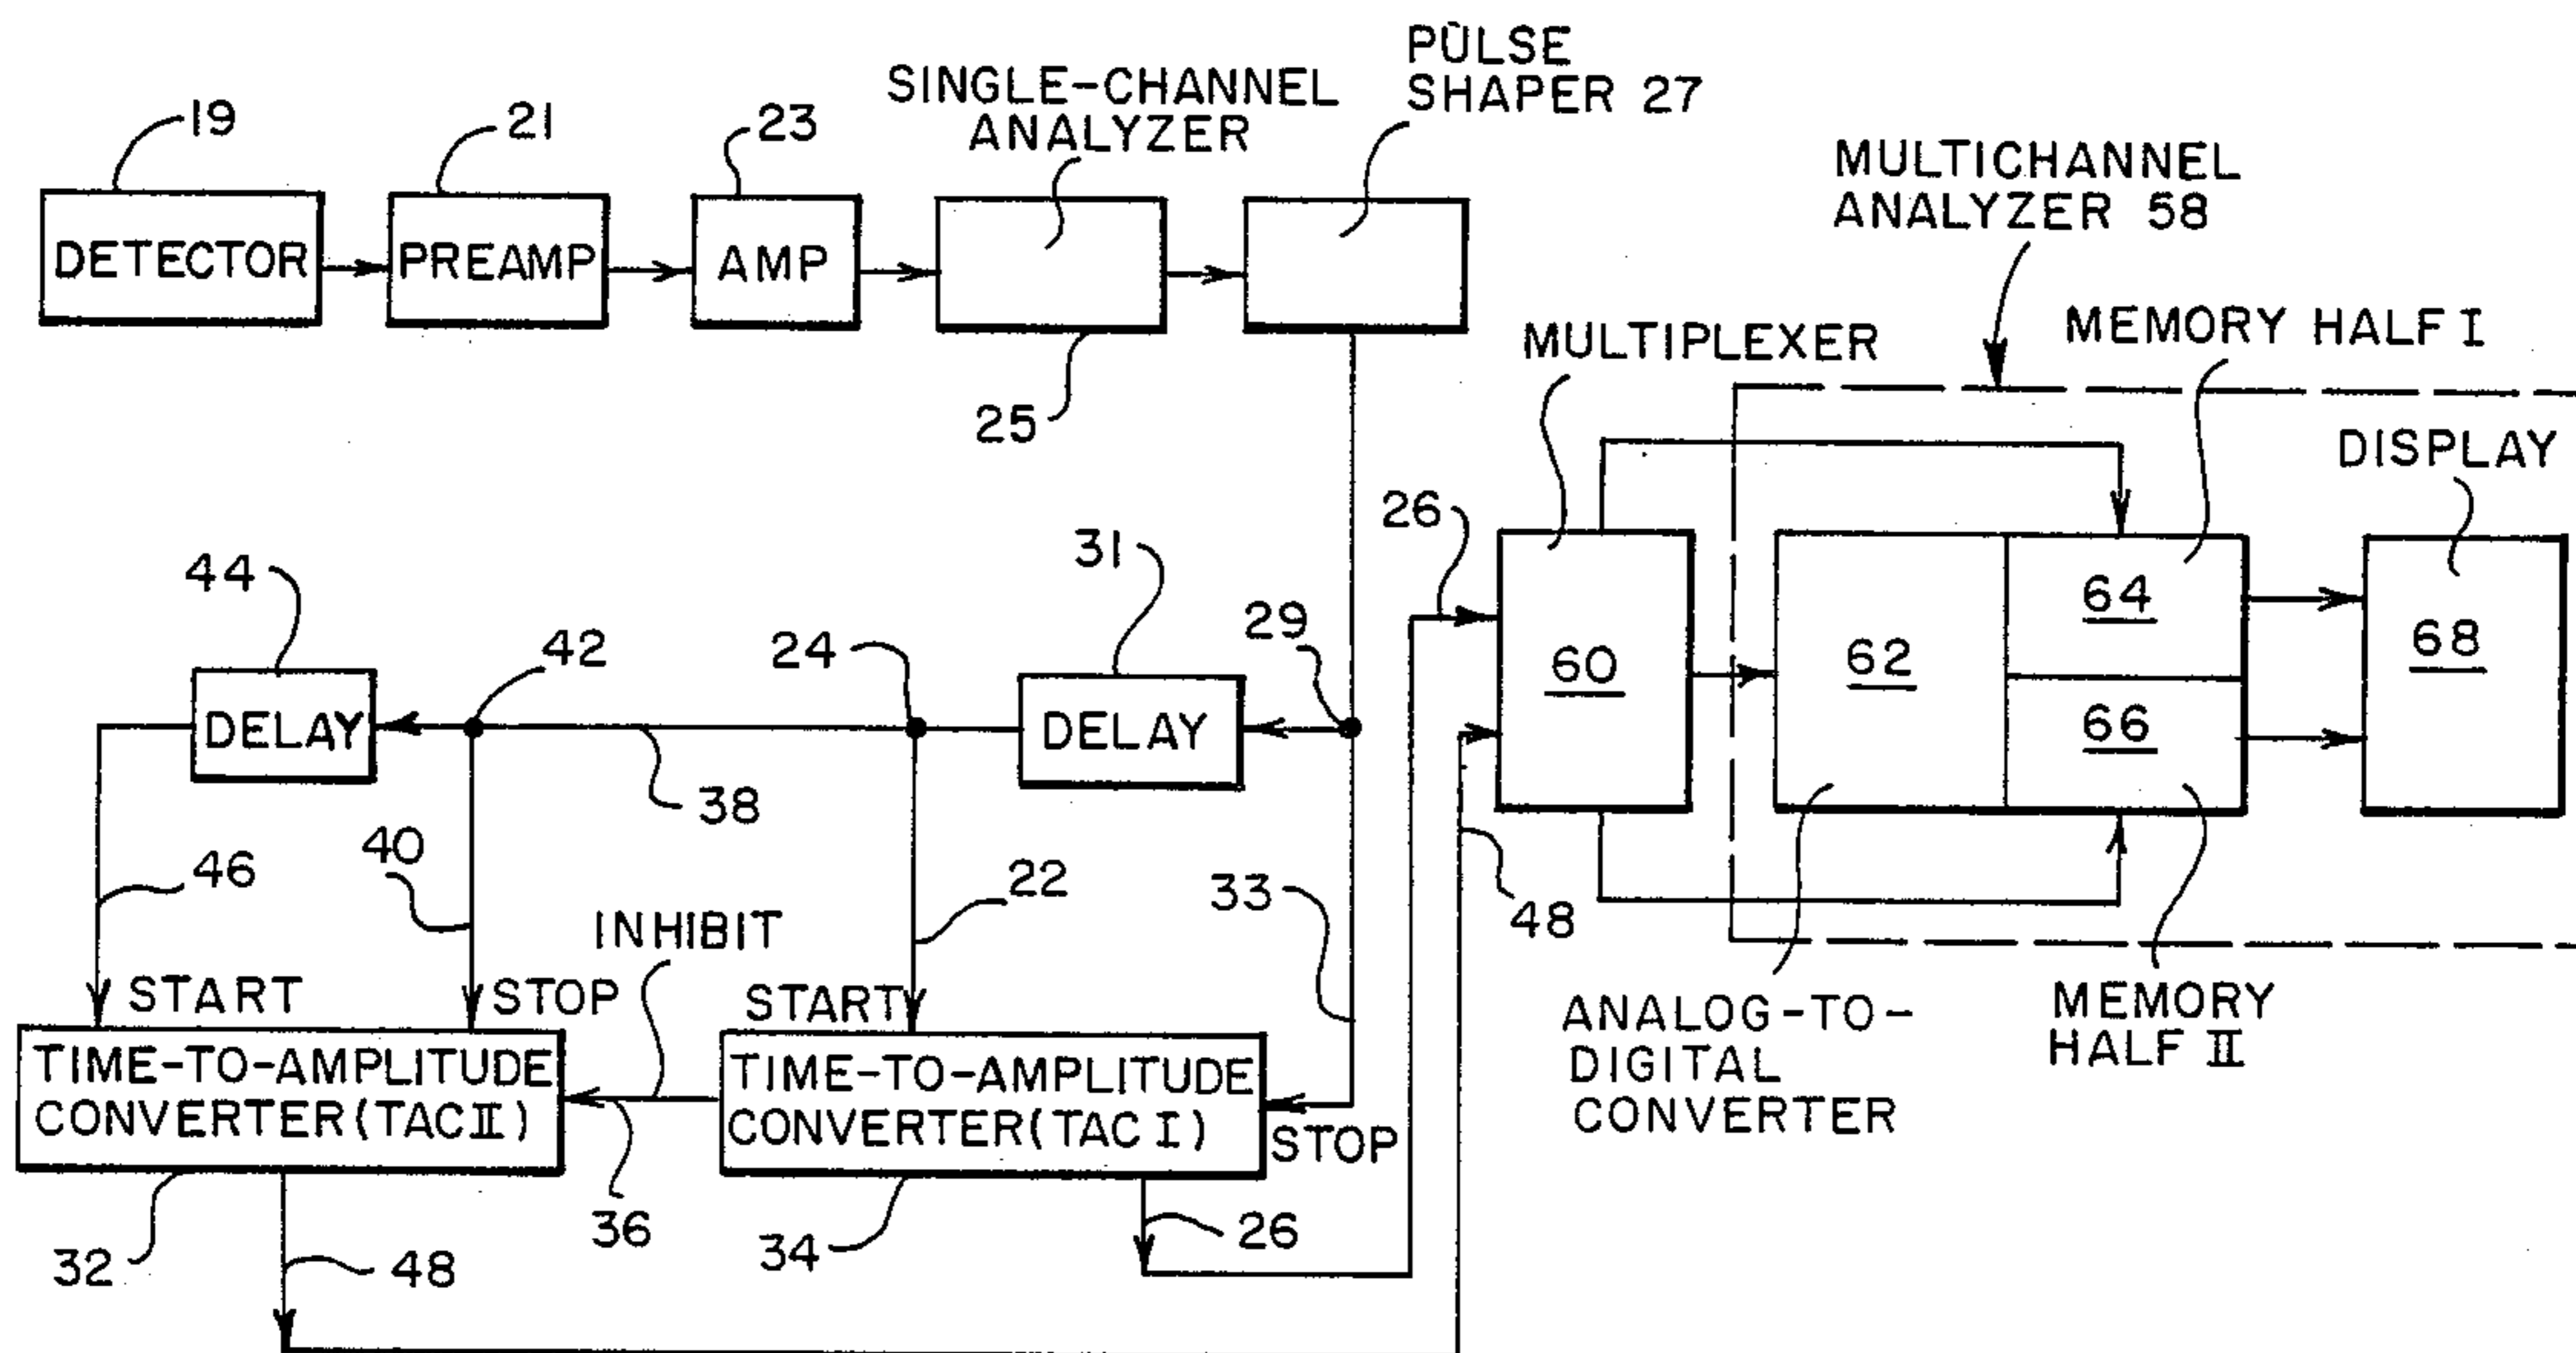 PULSE
SHAPER 27
SINGLE-CHANNEL
ANALYZER
19
21
23
MULTICHANNEL
ANALYZER 58
DETECTOR
PREAMP
AMP
25
MULTIPLEXER
MEMORY HALF I
DISPLAY
26
44
31
42
24
29
60
62
64
66
68
DELAY
DELAY
38
46
40
22
33
48
INHIBIT
START
STOP
START
STOP
TIME-TO-AMPLITUDE
CONVERTER (TAC II)
TIME-TO-AMPLITUDE
CONVERTER (TAC I)
ANALOG-TO-
DIGITAL
CONVERTER
MEMORY
HALF II
32
48
36
34
26